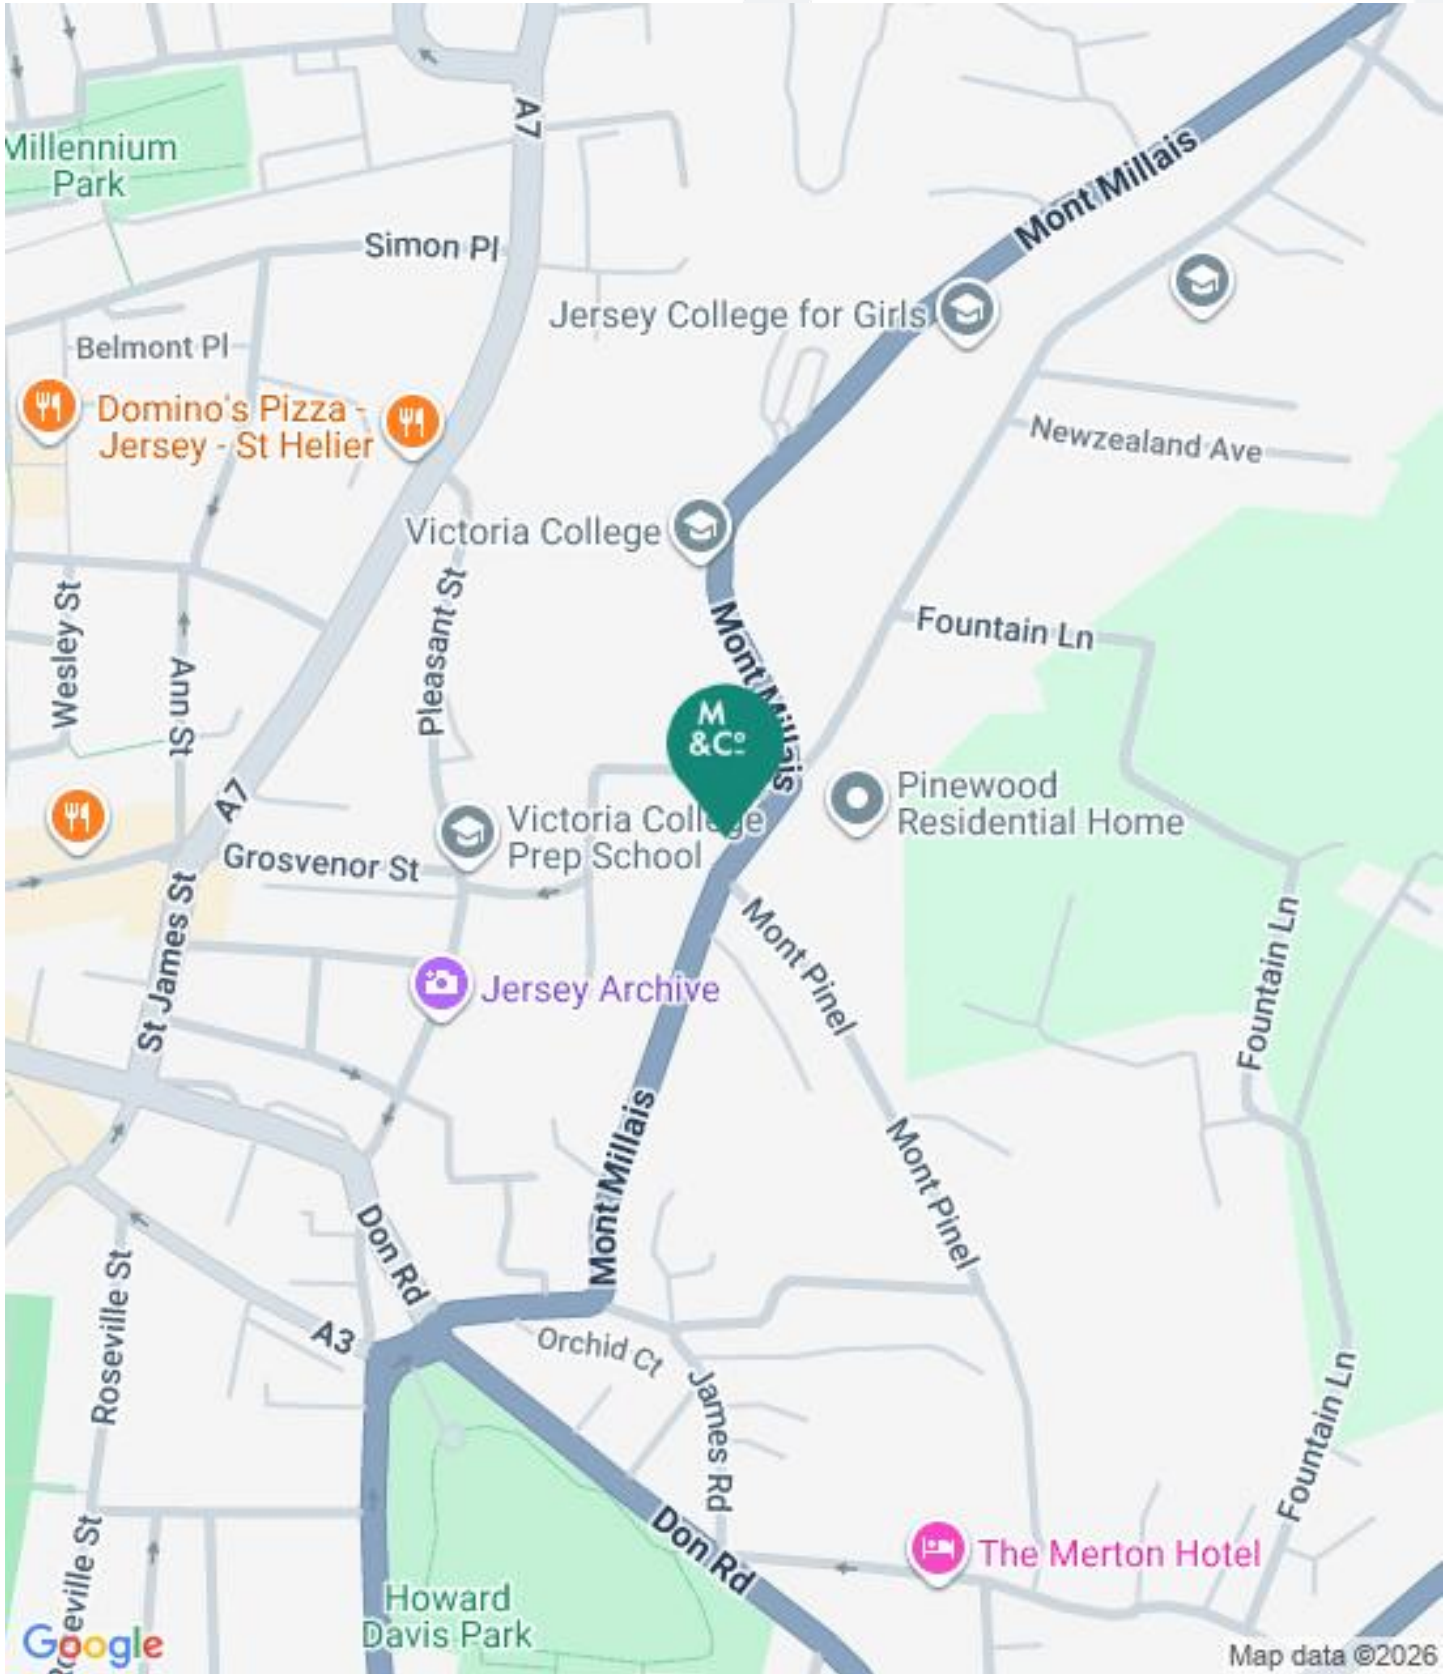 A7
Millennium
Park
Mont Millais
Simon Pl
Jersey College for Girls
Belmont Pl
Domino's Pizza -
Jersey - St Helier
Newzealand Ave
Victoria College
Wesley St
Ann St
Pleasant St
Fountain Ln
Mont Millais
M
&Cº
A7
Pinewood
Residential Home
Victoria College
Prep School
Grosvenor St
St James St
Mont Pinel
Fountain Ln
Jersey Archive
Mont Millais
Mont Pinel
Don Rd
Roseville St
A3
Orchid Ct
James Rd
Fountain Ln
Roseville St
Don Rd
The Merton Hotel
Howard
Davis Park
Google
Map data ©2026